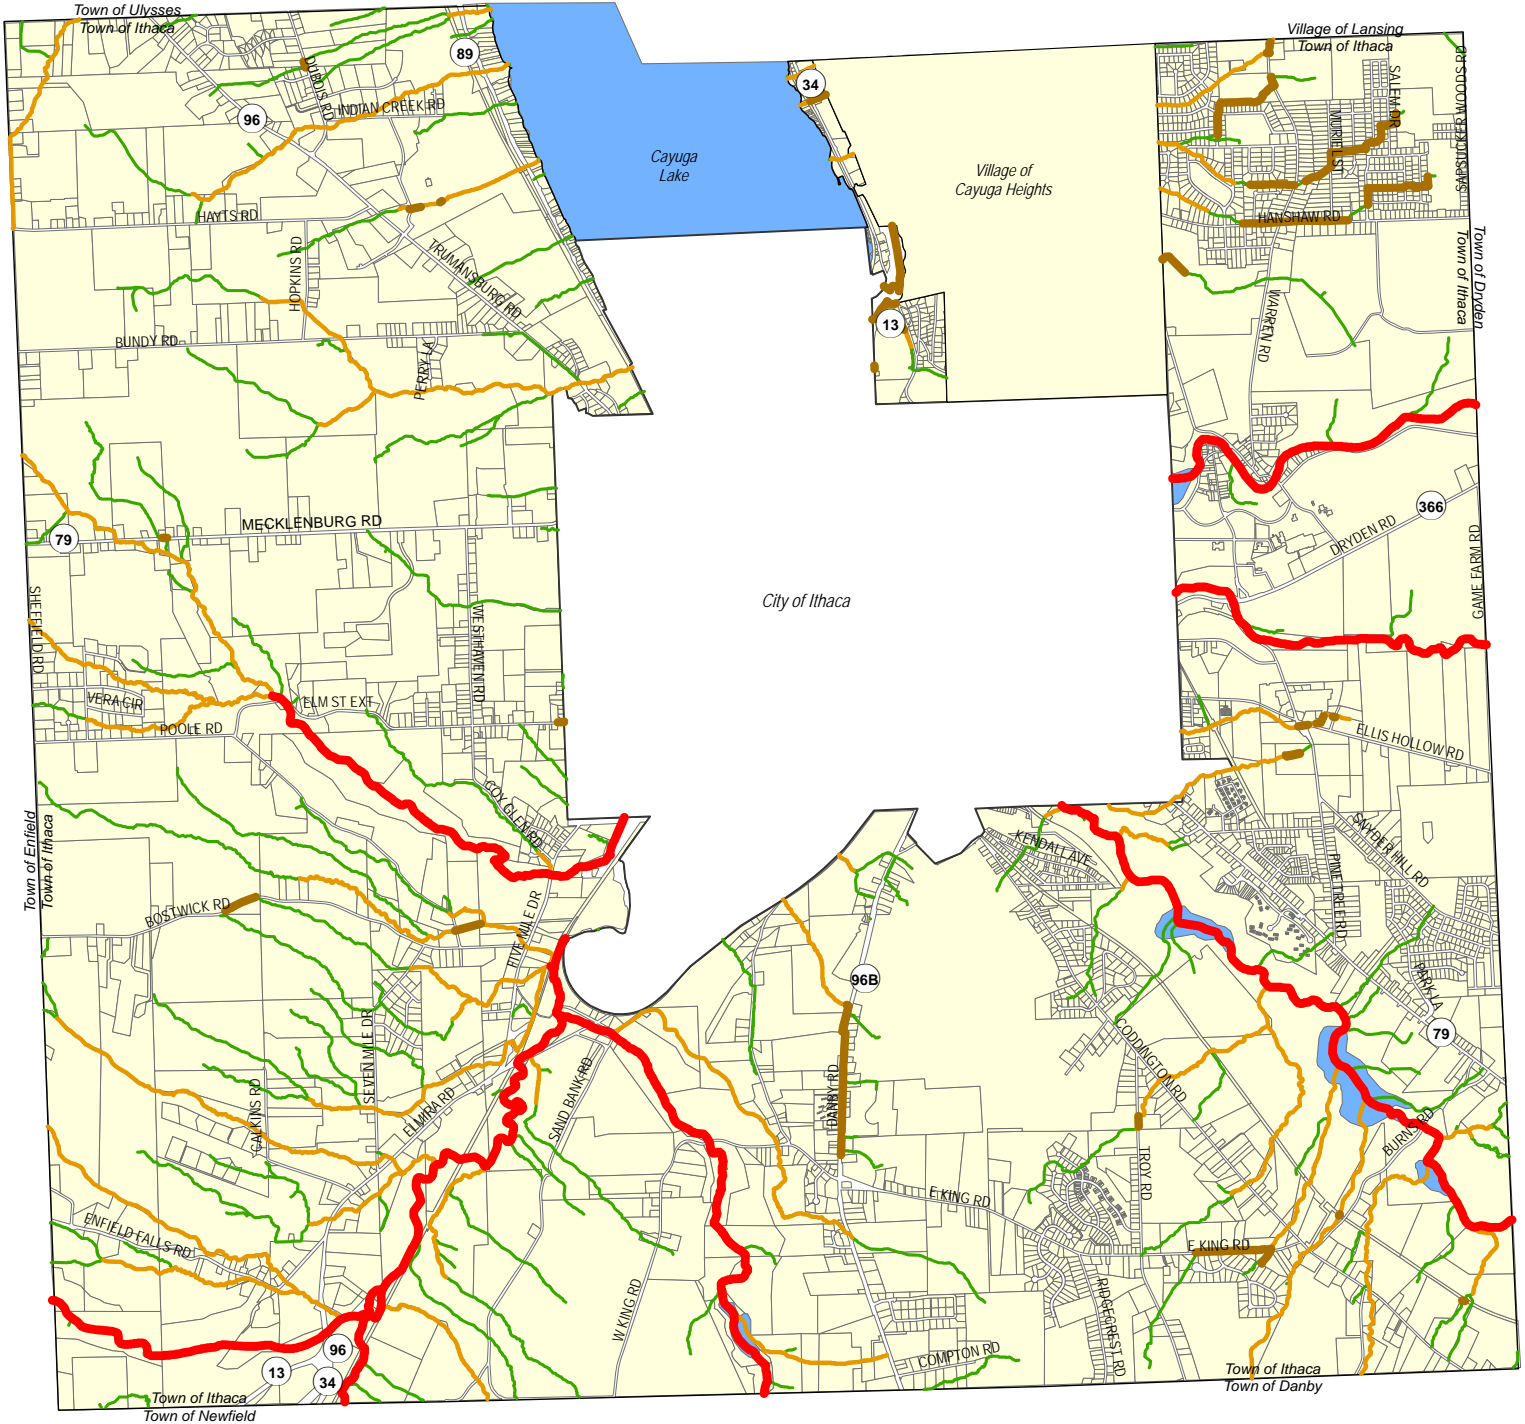 Town of Ulysses
Town of Ithaca
Village of Lansing
Town of Ithaca
89
34
96
DUBOIS RD
INDIAN CREEK RD
SALEM DR
MURIEL ST
SAPSUCKER WOODS RD
Cayuga
Lake
Village of
Cayuga Heights
HAYTS RD
HANSHAW RD
HOPKINS RD
TRUMANSBURG RD
Town of Dryden
Town of Ithaca
WARREN RD
13
BUNDY RD
PERRY LA
MECKLENBURG RD
79
366
DRYDEN RD
GAME FARM RD
SHEFFIELD RD
City of Ithaca
WESTHAVEN RD
VERA CIR
ELM ST EXT
POOLE RD
ELLIS HOLLOW RD
COY GLEN RD
Town of Enfield
Town of Ithaca
KENDALL AVE
SNYDER HILL RD
PINE TREE RD
BOSTWICK RD
FIVE MILE DR
96B
PARK LA
79
SEVEN MILE DR
CODDINGTON RD
SAND BANK RD
DANBY RD
CALKINS RD
ELMIRA RD
BURNS RD
TROY RD
E KING RD
ENFIELD FALLS RD
E KING RD
W KING RD
RIDGECREST RD
96
13
34
COMPTON RD
Town of Ithaca
Town of Danby
Town of Ithaca
Town of Newfield